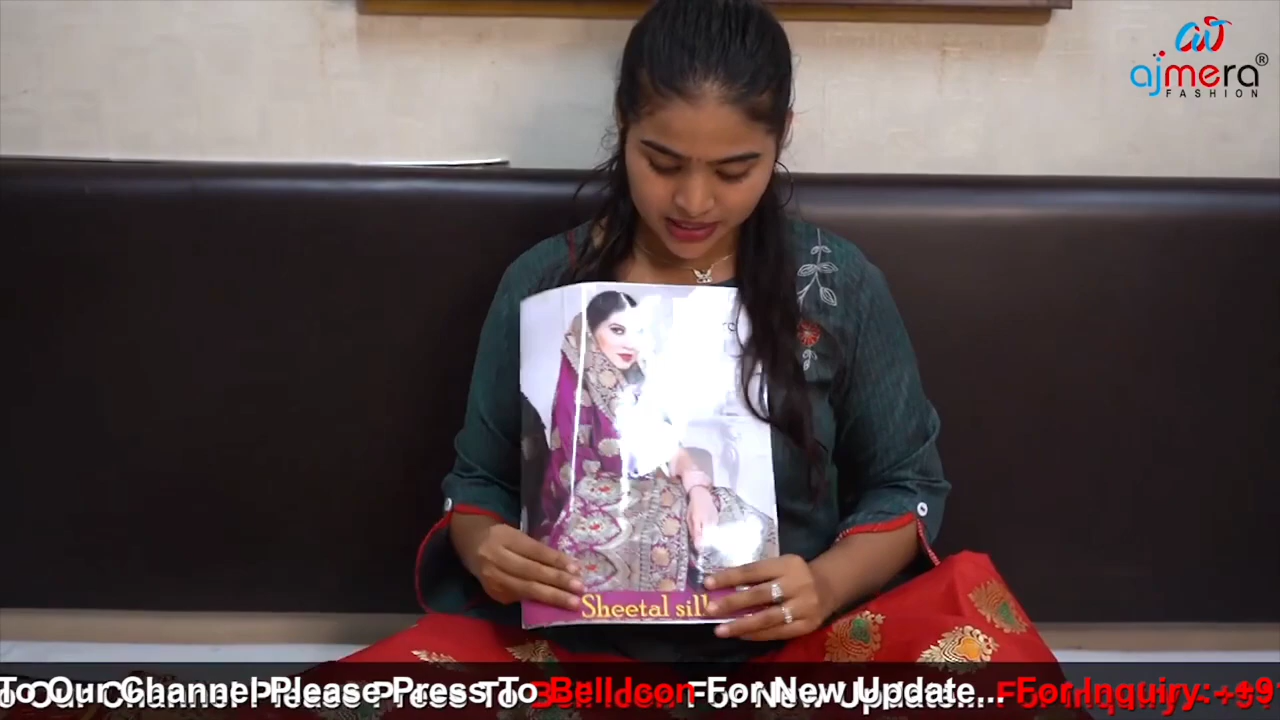 ajmera®
FASHION
Sheetal sil
To Our Channel Please Press To Bell Icon For New Update... For Inquiry:- +9